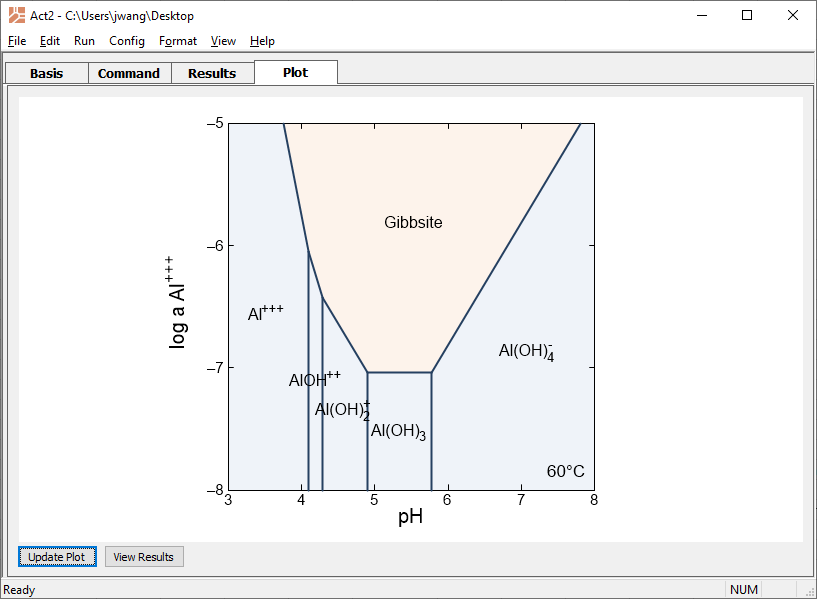 Act2 - C:\Users\jwang\Desktop
File Edit Run Config Format View Help
Basis Command Results Plot
–5
–6
–7
–8
log a Al+++
Gibbsite
Al+++
AlOH++
Al(OH)2+
Al(OH)3
Al(OH)4-
60°C
3 4 5 6 7 8
pH
Update Plot View Results
Ready NUM